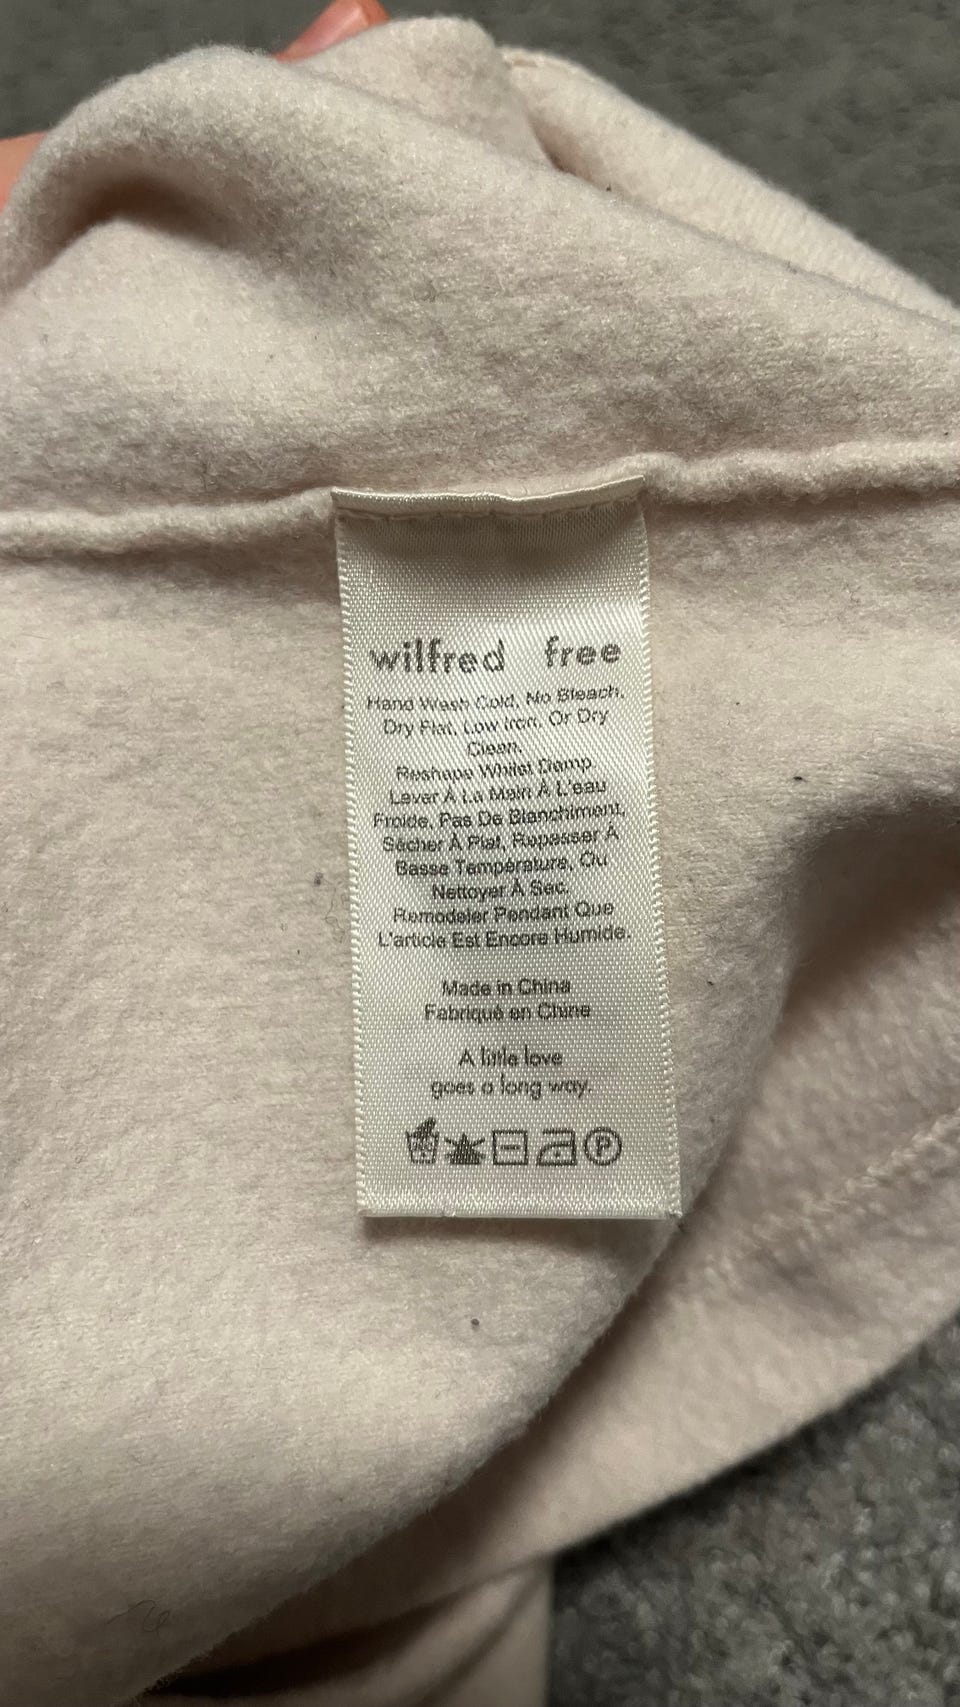 wilfred free
Hand Wash Cold, No Bleach,
Dry Flat, Low Iron, Or Dry
Clean.
Reshape Whilst Damp
Laver À La Main À L'eau
Froide, Pas De Blanchiment,
Sécher À Plat, Repasser À
Basse Température, Ou
Nettoyer À Sec.
Remodeler Pendant Que
L'article Est Encore Humide.
Made in China
Fabriqué en Chine
A little love
goes a long way.
P